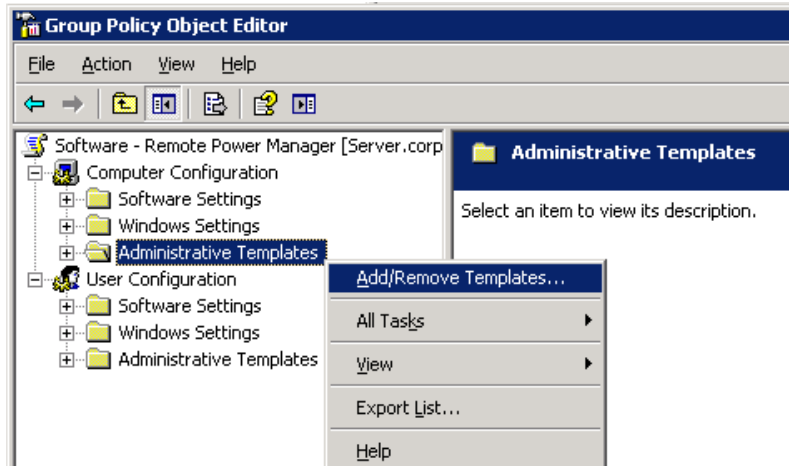 Group Policy Object Editor
File Action View Help
Software - Remote Power Manager [Server.corp
Computer Configuration
Software Settings
Windows Settings
Administrative Templates
User Configuration
Software Settings
Windows Settings
Administrative Templates
Administrative Templates
Select an item to view its description.
Add/Remove Templates...
All Tasks
View
Export List...
Help